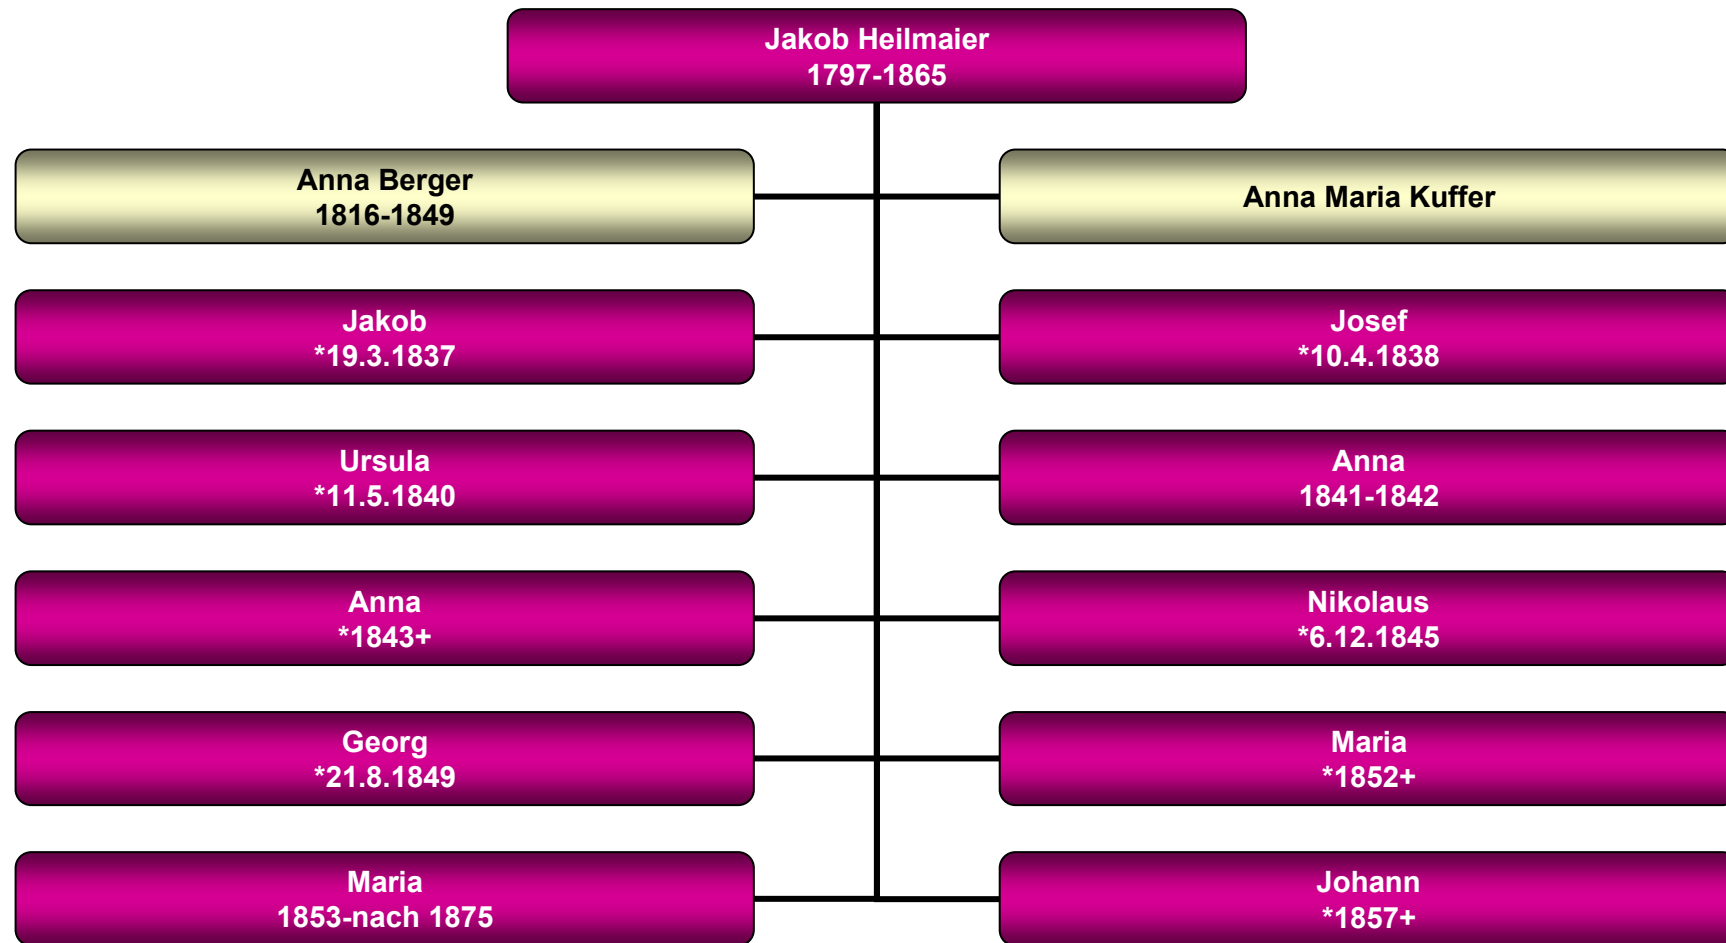 Jakob Heilmaier
1797-1865
Anna Berger
1816-1849
Anna Maria Kuffer
Jakob
*19.3.1837
Josef
*10.4.1838
Ursula
*11.5.1840
Anna
1841-1842
Anna
*1843+
Nikolaus
*6.12.1845
Georg
*21.8.1849
Maria
*1852+
Maria
1853-nach 1875
Johann
*1857+